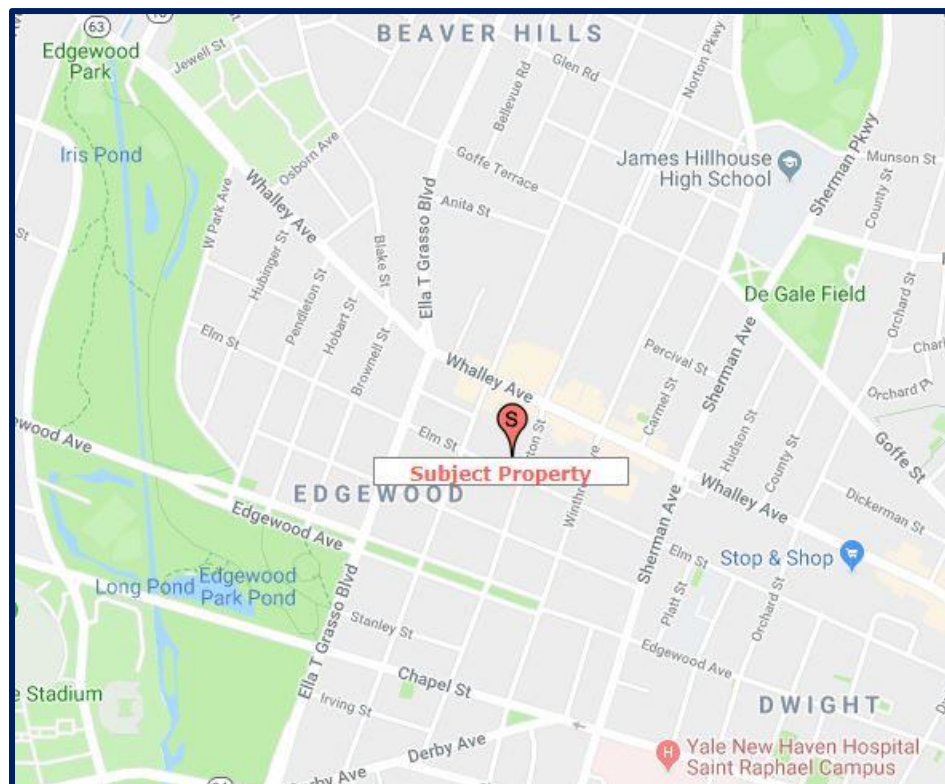 63
BEAVER HILLS
Edgewood
Park
Jewell St
Glen Rd
Bellevue Rd
Norton Pkwy
Iris Pond
Osborn Ave
Goffe Terrace
James Hillhouse
High School
Munson St
Sherman Pkwy
County St
Whalley Ave
W Park Ave
Anita St
Ella T Grasso Blvd
Blake St
Hubinger St
Pendleton St
Hobart St
Brownell St
Elm St
De Gale Field
Orchard St
Whalley Ave
Percival St
Sherman Ave
Carmel St
Orchard Pl
S
Elm St
Hudson St
County St
Goffe St
Subject Property
EDGEWOOD
Whalley Ave
Dickerman St
Edgewood Ave
Sherman Ave
Elm St
Stop & Shop
Long Pond
Edgewood
Park Pond
Ella T Grasso Blvd
Stanley St
Platt St
Orchard St
Edgewood Ave
Chapel St
Irving St
Stadium
DWIGHT
Derby Ave
Derby Ave
H
Yale New Haven Hospital
Saint Raphael Campus